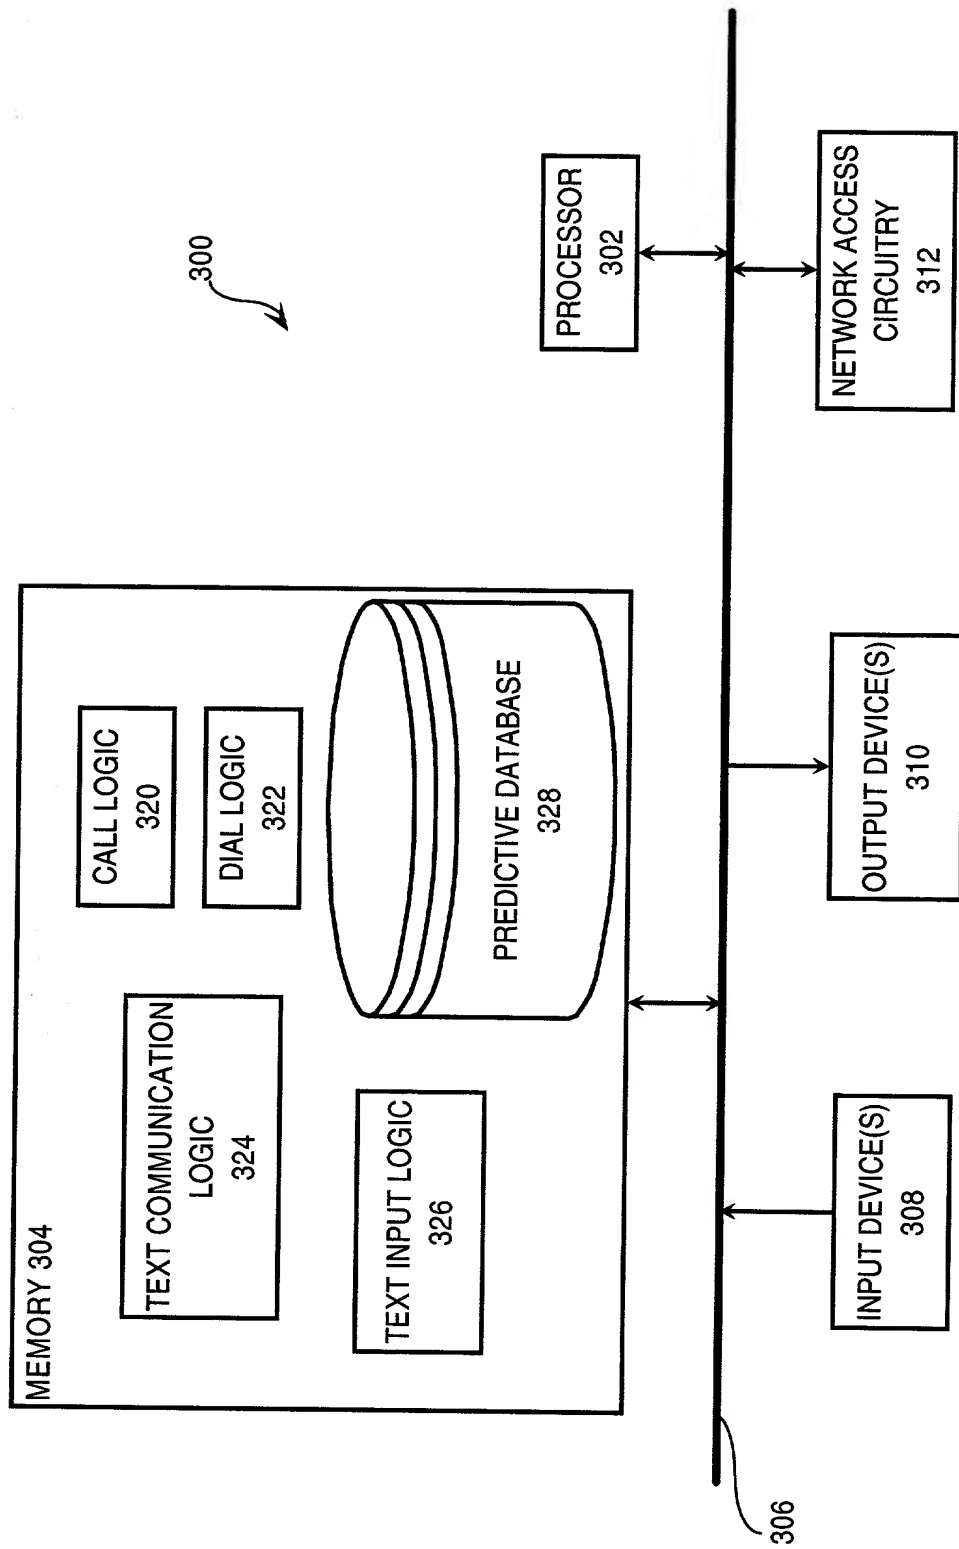 300
MEMORY 304
TEXT COMMUNICATION
LOGIC
324
CALL LOGIC
320
DIAL LOGIC
322
TEXT INPUT LOGIC
326
PREDICTIVE DATABASE
328
PROCESSOR
302
306
INPUT DEVICE(S)
308
OUTPUT DEVICE(S)
310
NETWORK ACCESS
CIRCUITRY
312